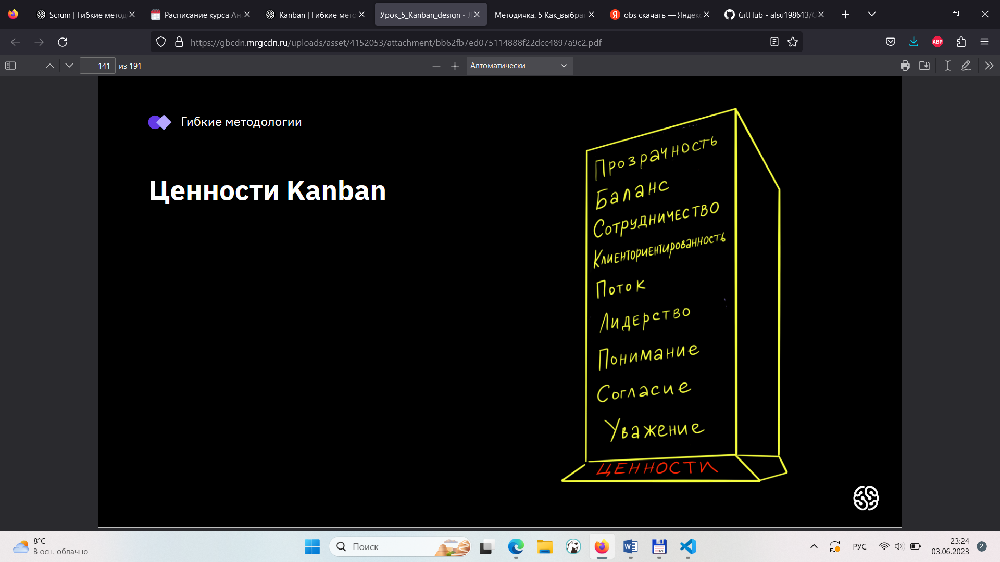 Scrum | Гибкие метод
Расписание курса Ан
Kanban | Гибкие мето
Урок_5_Kanban_design - Л
Методичка. 5 Как_выбрат
obs скачать — Яндекс
GitHub - alsu198613/G
https://gbcdn.mrgcdn.ru/uploads/asset/4152053/attachment/bb62fb7ed075114888f22dcc4897a9c2.pdf
ABP
141 из 191
Автоматически
Гибкие методологии
Ценности Kanban
Прозрачность
Баланс
Сотрудничество
Клиенториентированность
Поток
Лидерство
Понимание
Согласие
Уважение
ЦЕННОСТИ
8°C
В осн. облачно
Поиск
РУС
23:24
03.06.2023
2